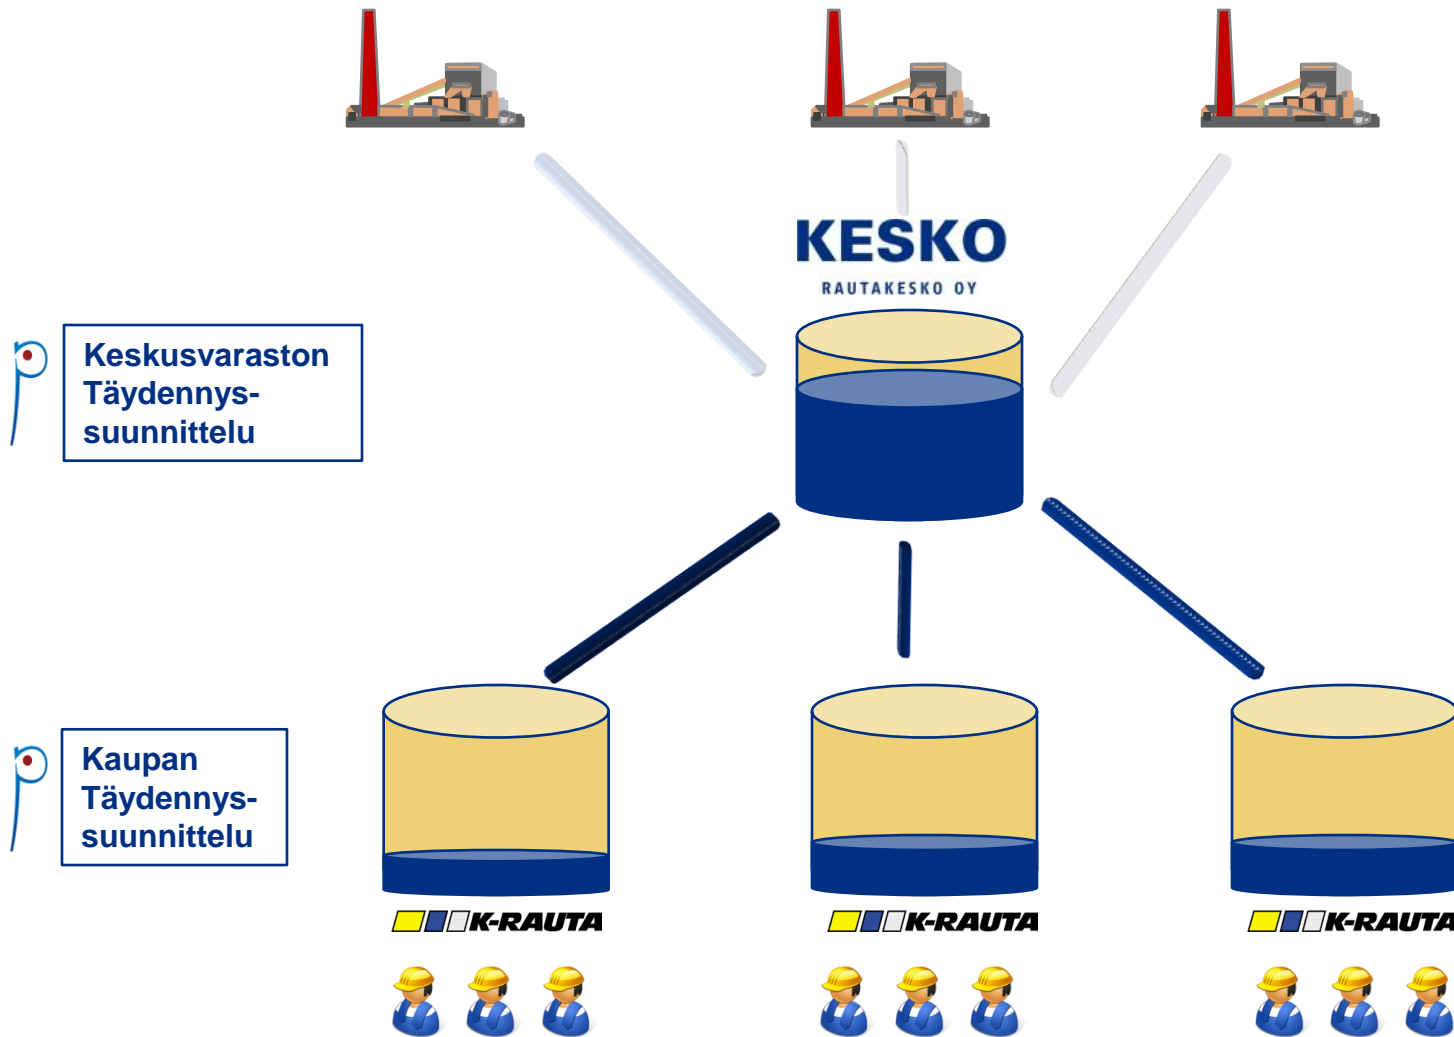 KESKO
RAUTAKESKO OY
Keskusvaraston
Täydennys-
suunnittelu
Kaupan
Täydennys-
suunnittelu
K-RAUTA
K-RAUTA
K-RAUTA